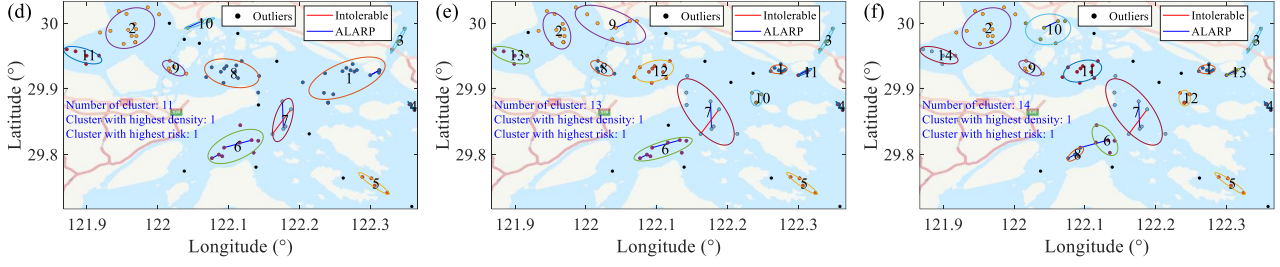 (d)
30
29.9
29.8
Latitude (°)
121.9
122
122.1
122.2
122.3
Longitude (°)
Outliers
Intolerable
ALARP
2
10
3
11
9
8
1
4
7
6
5
Number of cluster: 11
Cluster with highest density: 1
Cluster with highest risk: 1
(e)
30
29.9
29.8
Latitude (°)
121.9
122
122.1
122.2
122.3
Longitude (°)
Outliers
Intolerable
ALARP
2
9
3
13
8
12
1
11
10
4
7
6
5
Number of cluster: 13
Cluster with highest density: 1
Cluster with highest risk: 1
(f)
30
29.9
29.8
Latitude (°)
121.9
122
122.1
122.2
122.3
Longitude (°)
Outliers
Intolerable
ALARP
2
10
3
14
9
11
1
13
12
4
7
6
8
5
Number of cluster: 14
Cluster with highest density: 1
Cluster with highest risk: 1